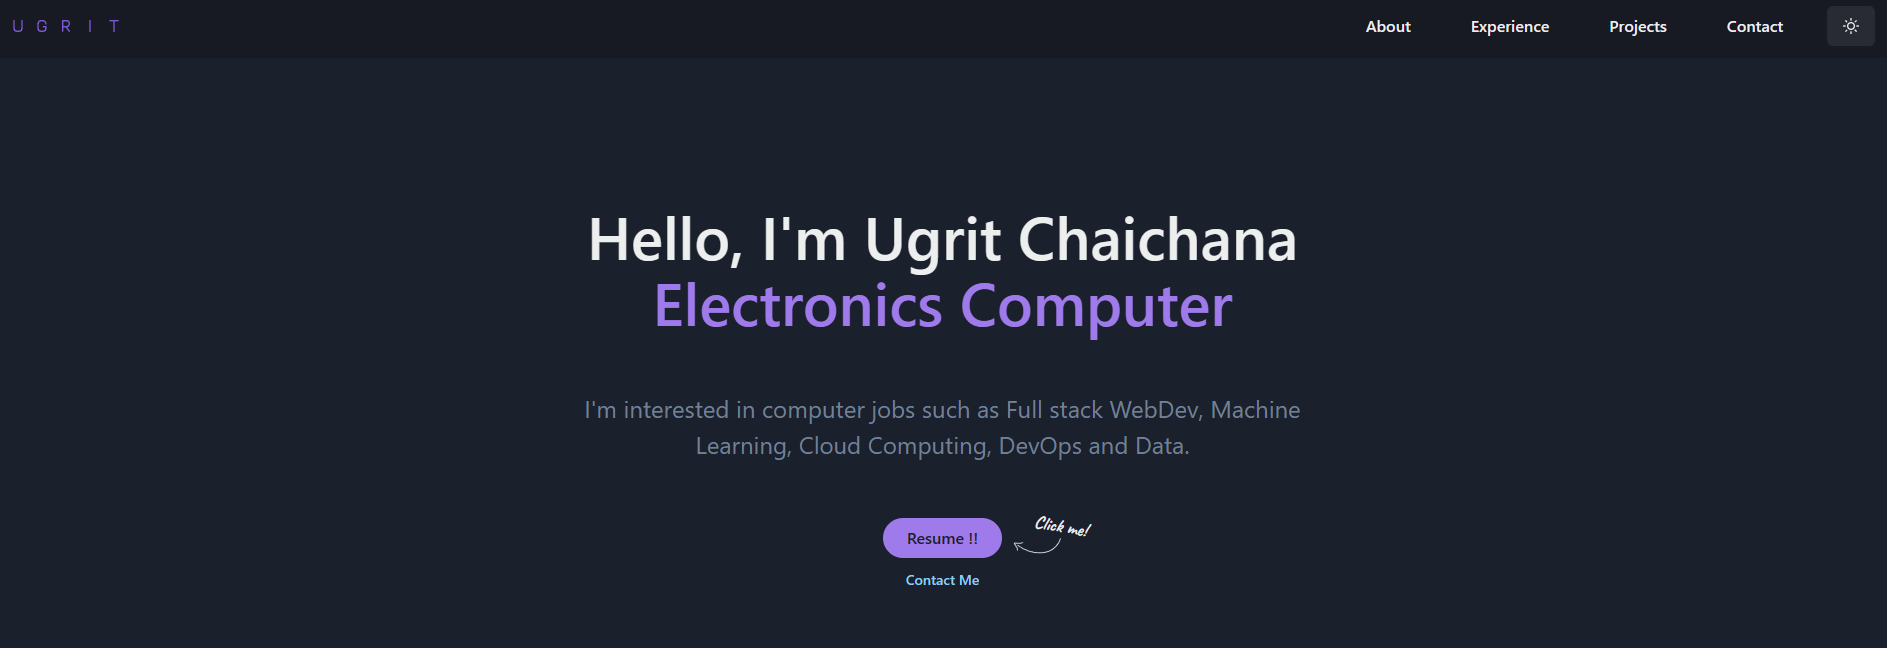 U G R I T
About Experience Projects Contact
Hello, I'm Ugrit Chaichana
Electronics Computer
I'm interested in computer jobs such as Full stack WebDev, Machine
Learning, Cloud Computing, DevOps and Data.
Resume !!
Click me!
Contact Me